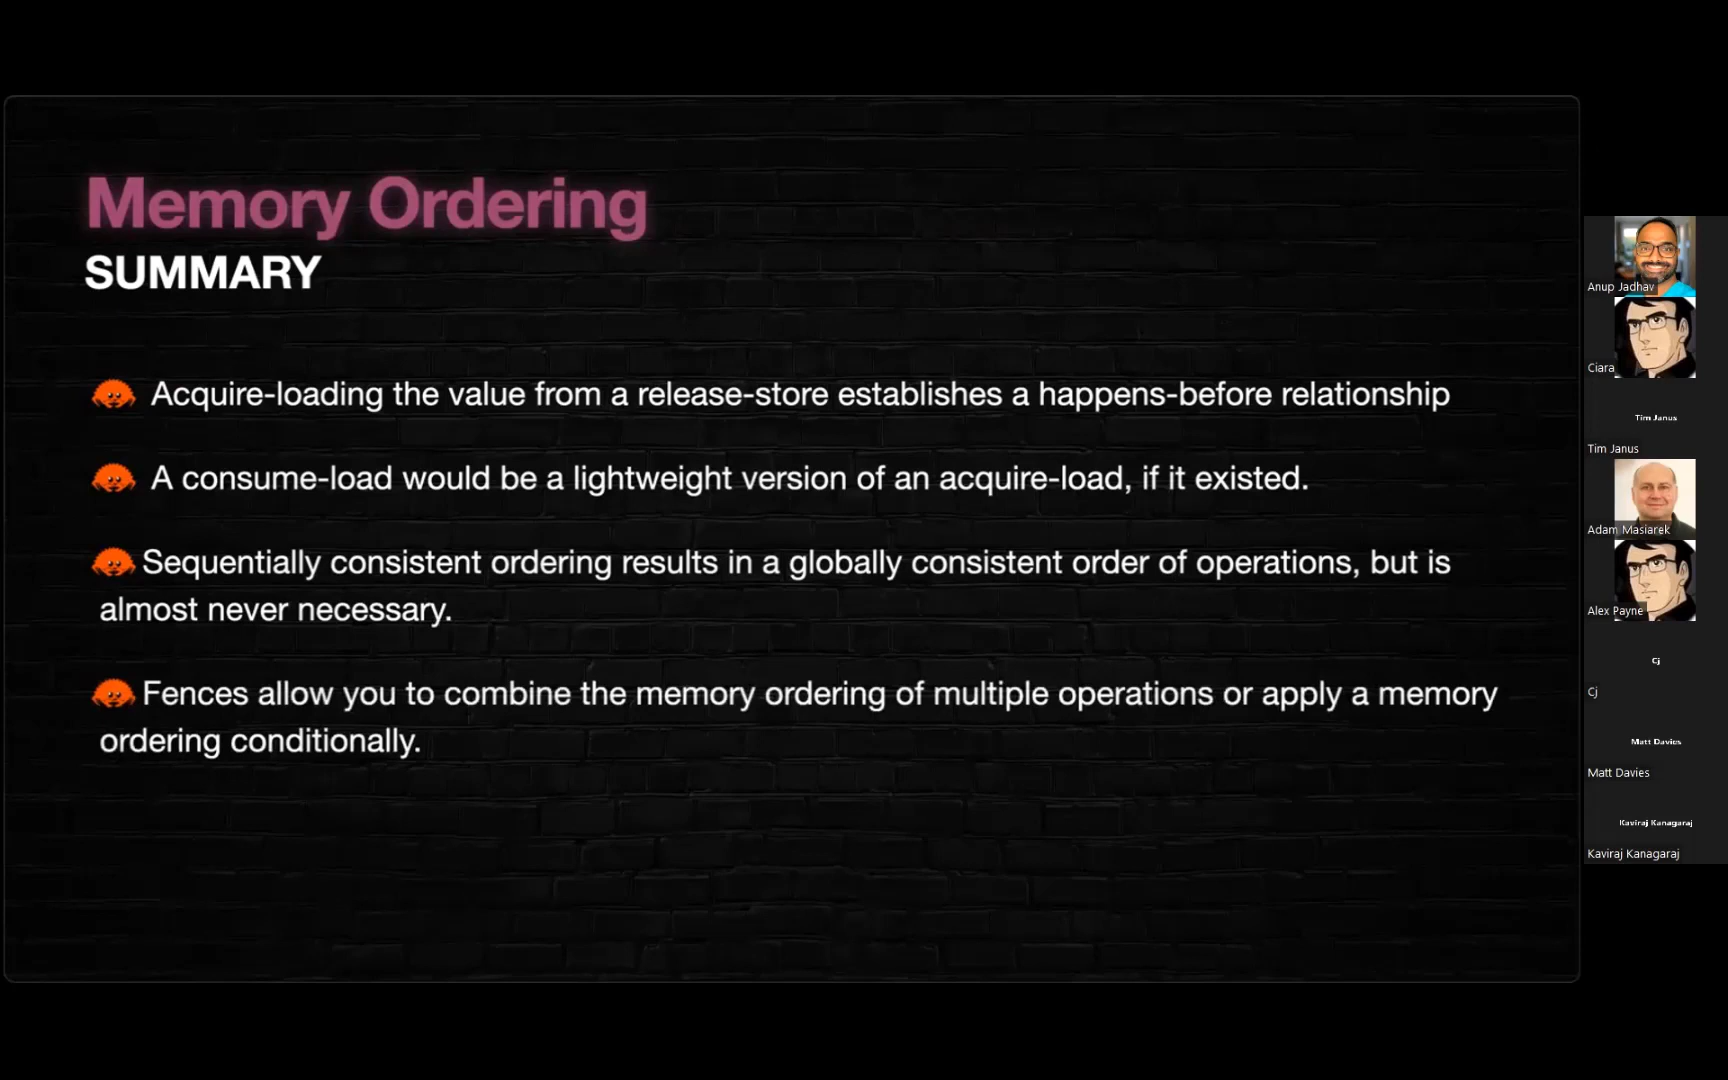 Memory Ordering
SUMMARY
Acquire-loading the value from a release-store establishes a happens-before relationship
A consume-load would be a lightweight version of an acquire-load, if it existed.
Sequentially consistent ordering results in a globally consistent order of operations, but is
almost never necessary.
Fences allow you to combine the memory ordering of multiple operations or apply a memory
ordering conditionally.
Anup Jadhav
Ciara
Tim Janus
Tim Janus
Adam Masiarek
Alex Payne
Cj
Cj
Matt Davies
Matt Davies
Kaviraj Kanagaraj
Kaviraj Kanagaraj